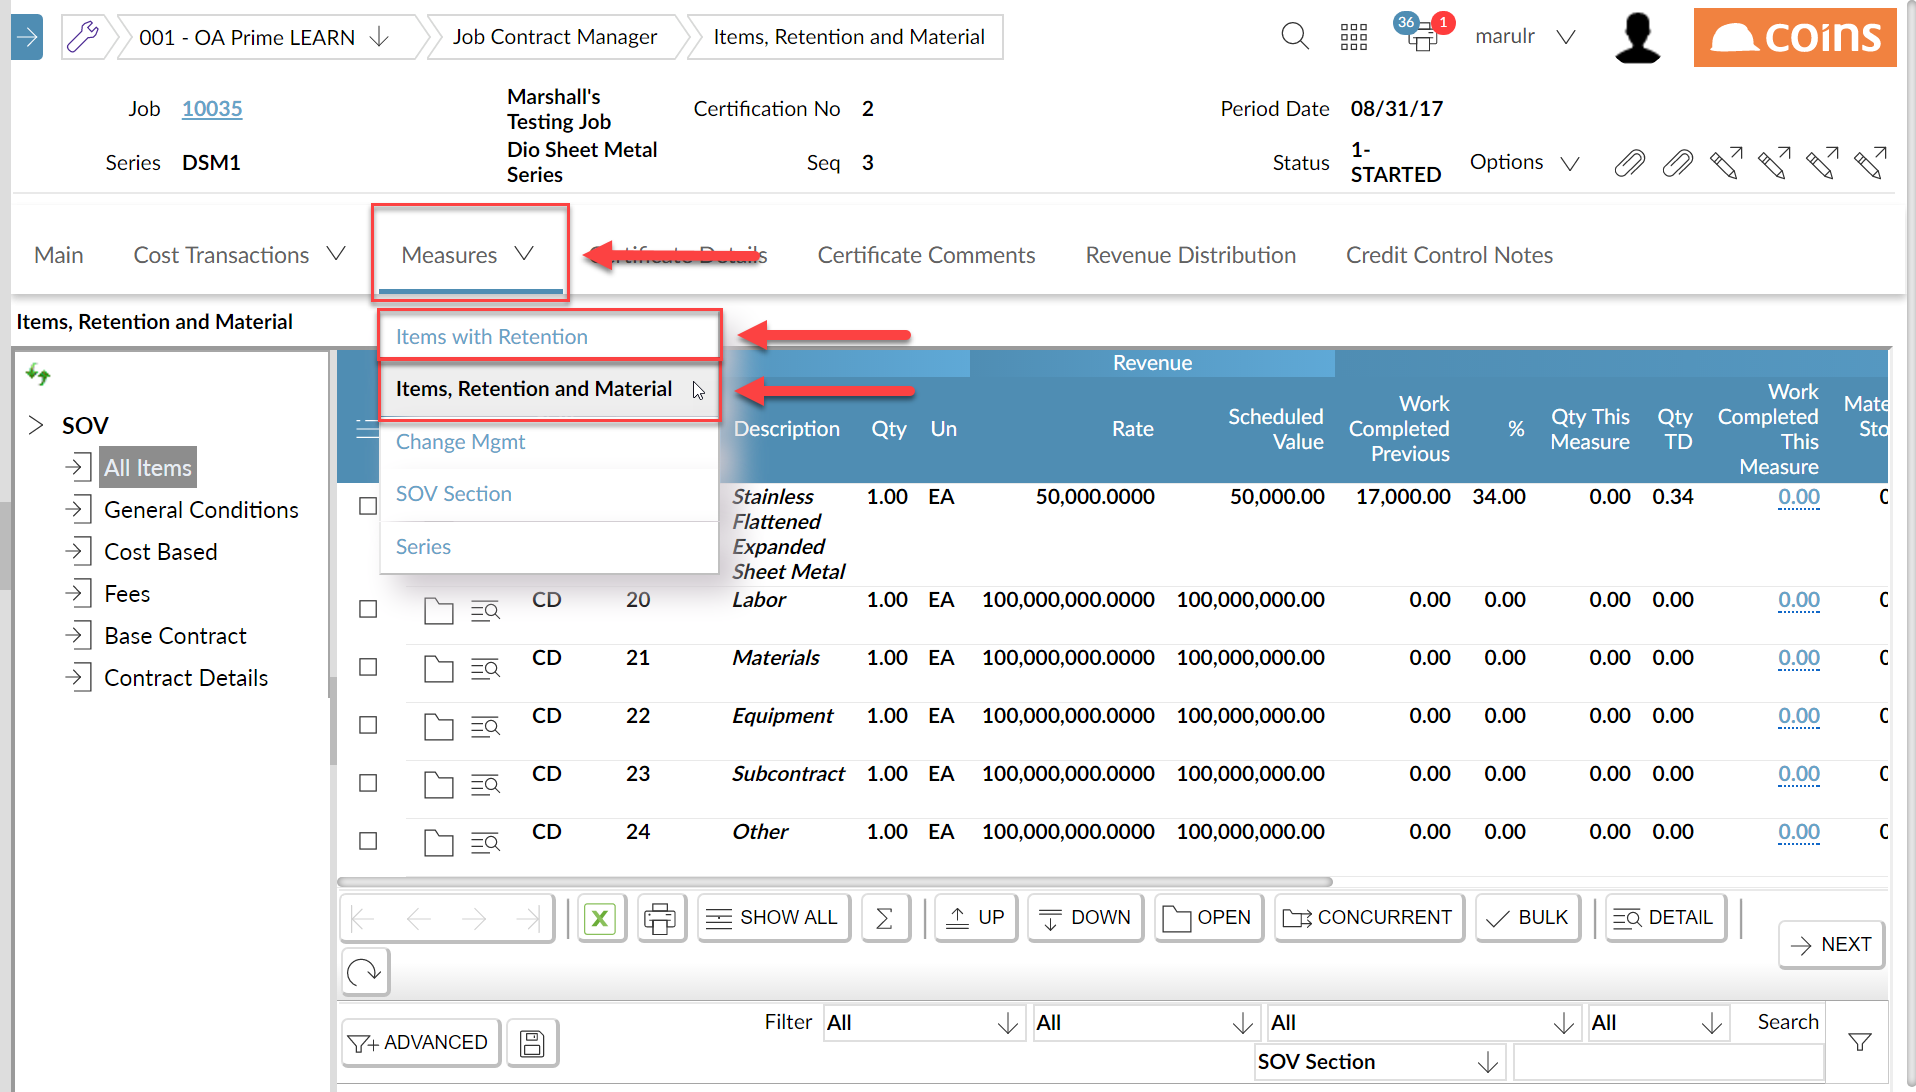 001 - OA Prime LEARN
Job Contract Manager
Items, Retention and Material
36
1
marulr
coins
Job 10035
Marshall's
Testing Job
Certification No 2
Period Date 08/31/17
Series DSM1
Dio Sheet Metal
Series
Seq 3
Status 1-
STARTED
Options
Main
Cost Transactions
Measures
Certificate Details
Certificate Comments
Revenue Distribution
Credit Control Notes
Items, Retention and Material
Items with Retention
Items, Retention and Material
Change Mgmt
SOV Section
Series
SOV
All Items
General Conditions
Cost Based
Fees
Base Contract
Contract Details
Revenue
Description
Qty
Un
Rate
Scheduled
Value
Work
Completed
Previous
%
Qty This
Measure
Qty
TD
Work
Completed
This
Measure
Mate
Sto
Stainless 1.00 EA 50,000.0000 50,000.00 17,000.00 34.00 0.00 0.34 0.00 0
Flattened
Expanded
Sheet Metal
CD 20 Labor 1.00 EA 100,000,000.0000 100,000,000.00 0.00 0.00 0.00 0.00 0.00 0
CD 21 Materials 1.00 EA 100,000,000.0000 100,000,000.00 0.00 0.00 0.00 0.00 0.00 0
CD 22 Equipment 1.00 EA 100,000,000.0000 100,000,000.00 0.00 0.00 0.00 0.00 0.00 0
CD 23 Subcontract 1.00 EA 100,000,000.0000 100,000,000.00 0.00 0.00 0.00 0.00 0.00 0
CD 24 Other 1.00 EA 100,000,000.0000 100,000,000.00 0.00 0.00 0.00 0.00 0.00 0
X
SHOW ALL
Σ
UP
DOWN
OPEN
CONCURRENT
BULK
DETAIL
NEXT
ADVANCED
Filter All All All All Search
SOV Section